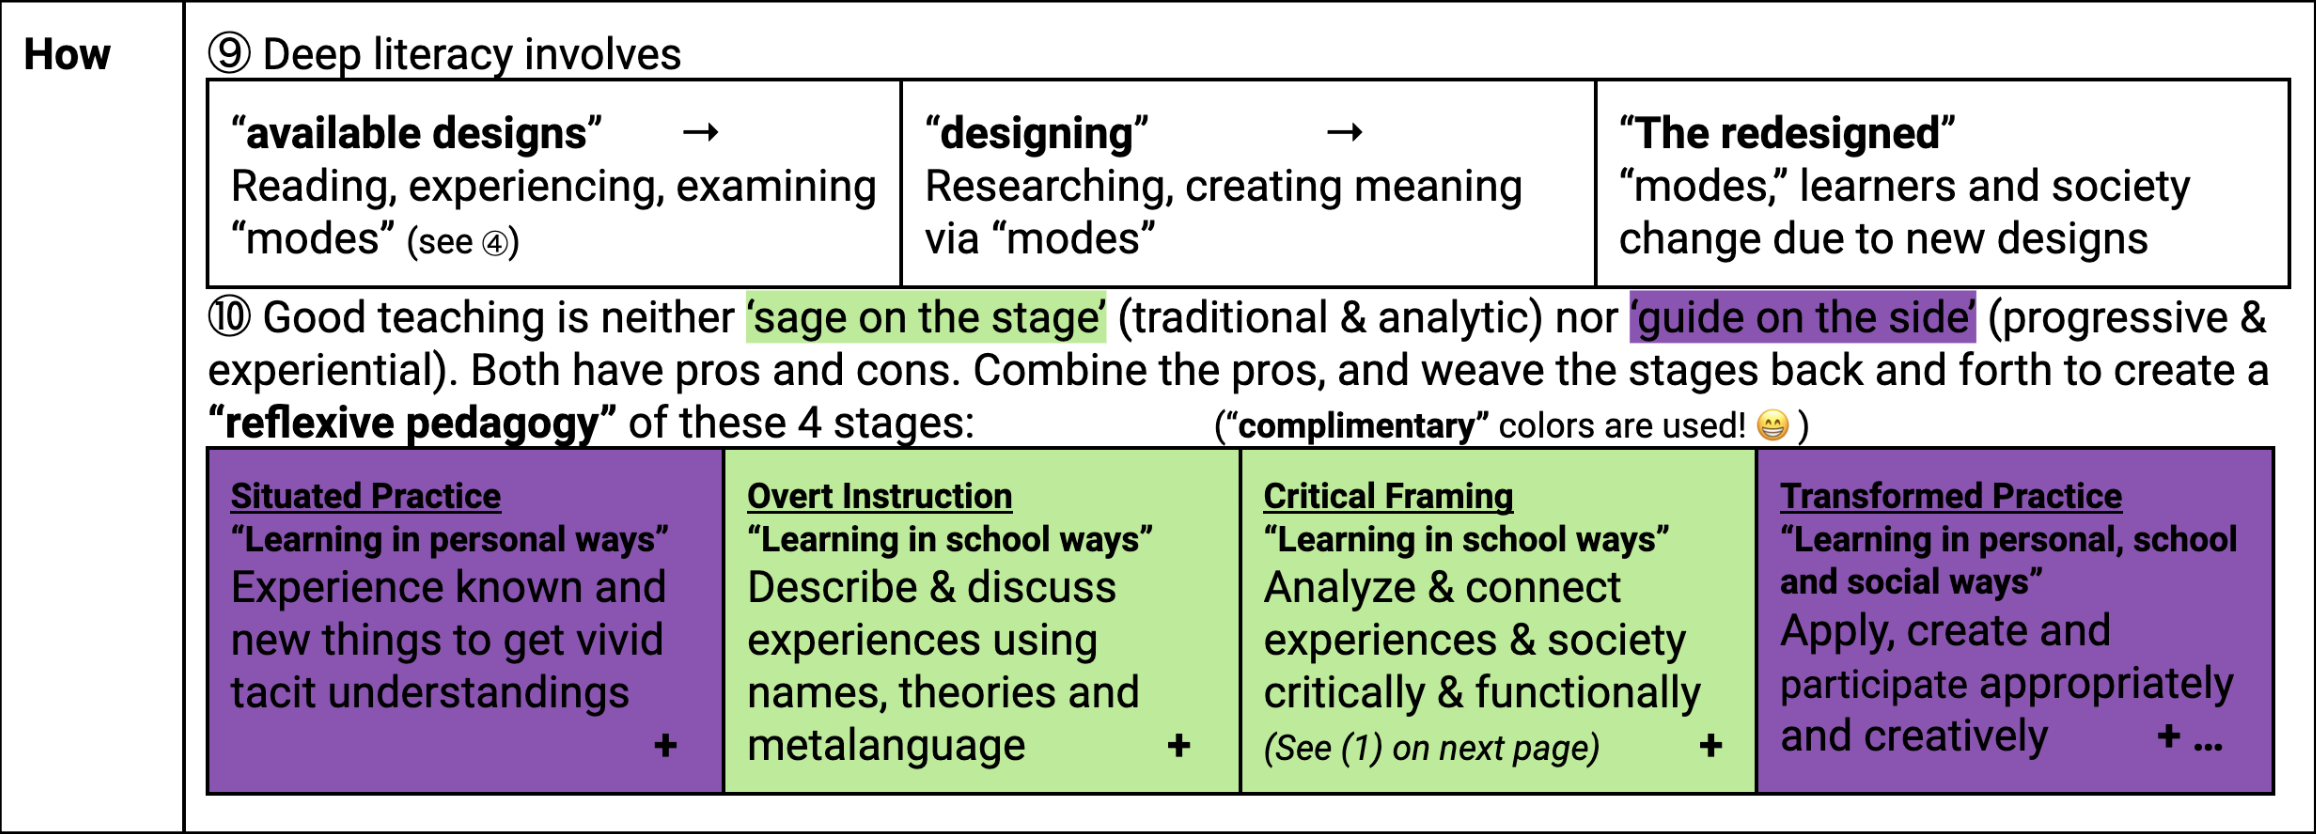 How
⑨ Deep literacy involves
“available designs” →
Reading, experiencing, examining
“modes” (see ④)
“designing” →
Researching, creating meaning
via “modes”
“The redesigned”
“modes,” learners and society
change due to new designs
⑩ Good teaching is neither ‘sage on the stage’ (traditional & analytic) nor ‘guide on the side’ (progressive &
experiential). Both have pros and cons. Combine the pros, and weave the stages back and forth to create a
“reflexive pedagogy” of these 4 stages: (“complimentary” colors are used! 😁 )
Situated Practice
“Learning in personal ways”
Experience known and
new things to get vivid
tacit understandings
+
Overt Instruction
“Learning in school ways”
Describe & discuss
experiences using
names, theories and
metalanguage +
Critical Framing
“Learning in school ways”
Analyze & connect
experiences & society
critically & functionally
(See (1) on next page) +
Transformed Practice
“Learning in personal, school
and social ways”
Apply, create and
participate appropriately
and creatively + ...